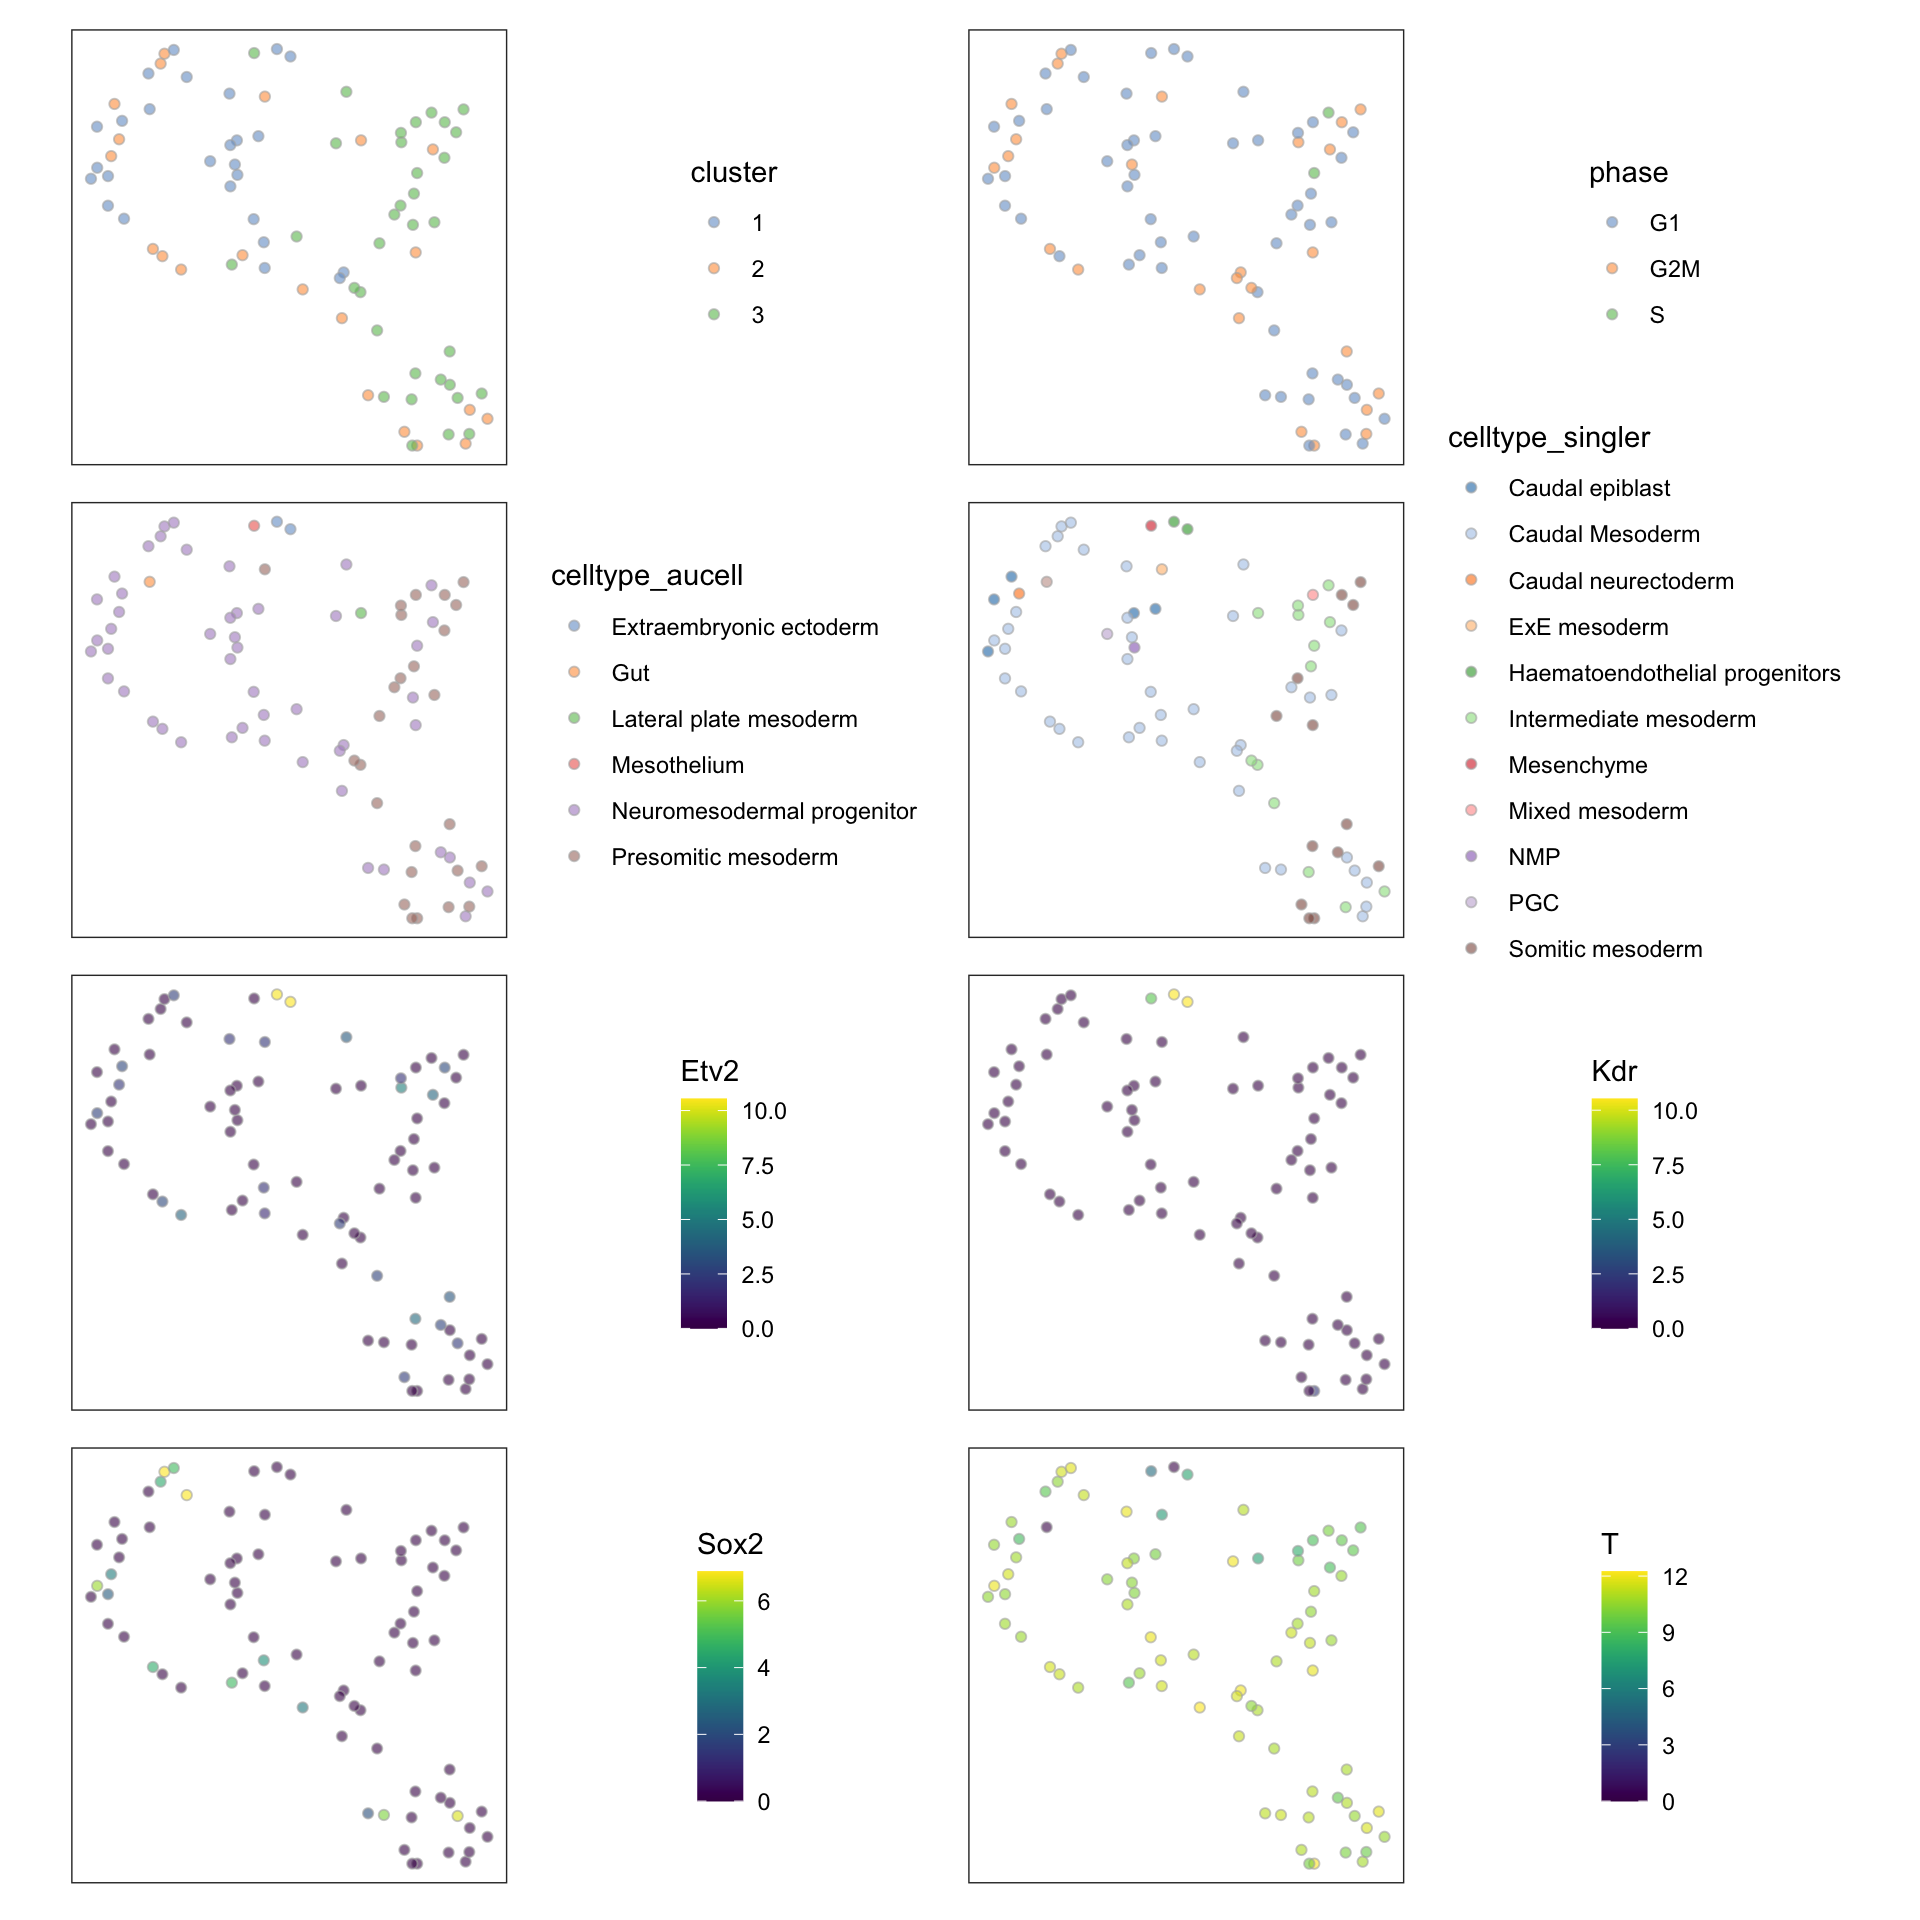 cluster
1
2
3
phase
G1
G2M
S
celltype_aucell
Extraembryonic ectoderm
Gut
Lateral plate mesoderm
Mesothelium
Neuromesodermal progenitor
Presomitic mesoderm
celltype_singler
Caudal epiblast
Caudal Mesoderm
Caudal neurectoderm
ExE mesoderm
Haematoendothelial progenitors
Intermediate mesoderm
Mesenchyme
Mixed mesoderm
NMP
PGC
Somitic mesoderm
Etv2
10.0
7.5
5.0
2.5
0.0
Kdr
10.0
7.5
5.0
2.5
0.0
Sox2
6
4
2
0
T
12
9
6
3
0